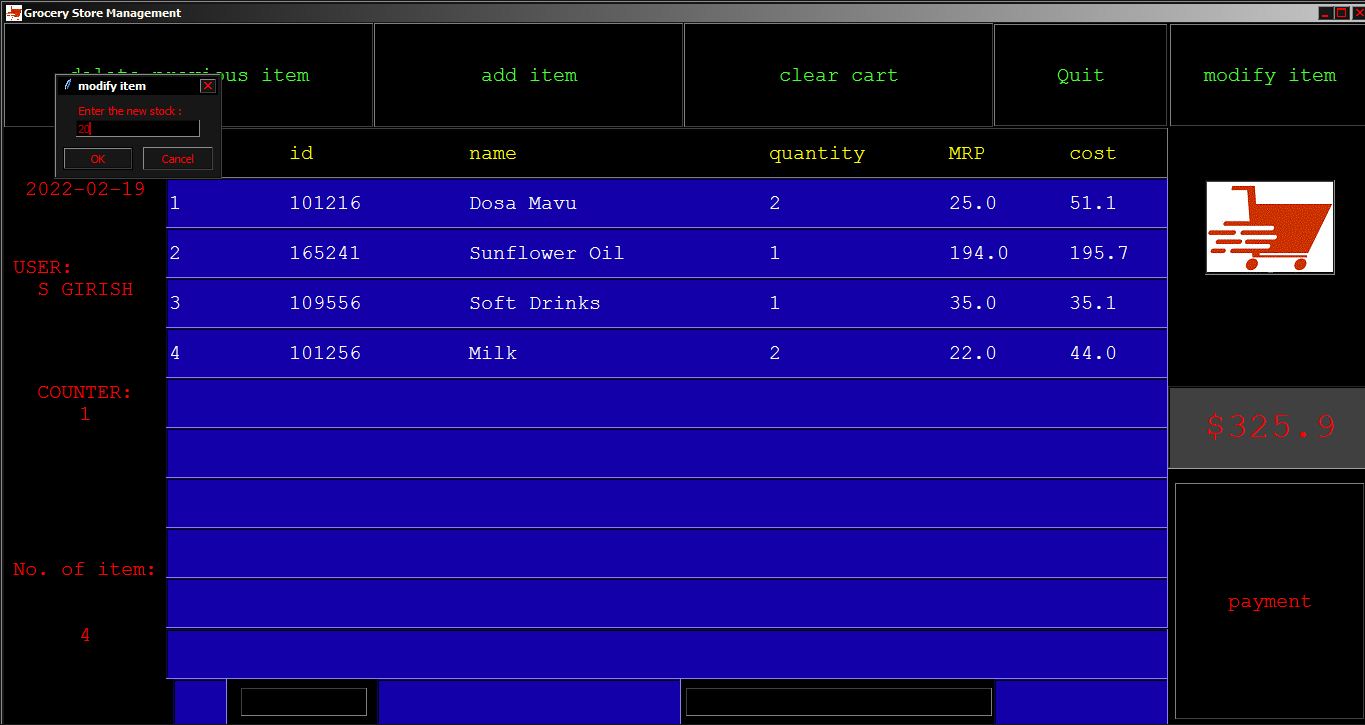 Grocery Store Management
delete previous item
add item
clear cart
Quit
modify item
modify item
Enter the new stock :
20
OK
Cancel
id name quantity MRP cost
1 101216 Dosa Mavu 2 25.0 51.1
2 165241 Sunflower Oil 1 194.0 195.7
3 109556 Soft Drinks 1 35.0 35.1
4 101256 Milk 2 22.0 44.0
2022-02-19
USER:
S GIRISH
COUNTER:
1
No. of item:
4
$325.9
payment